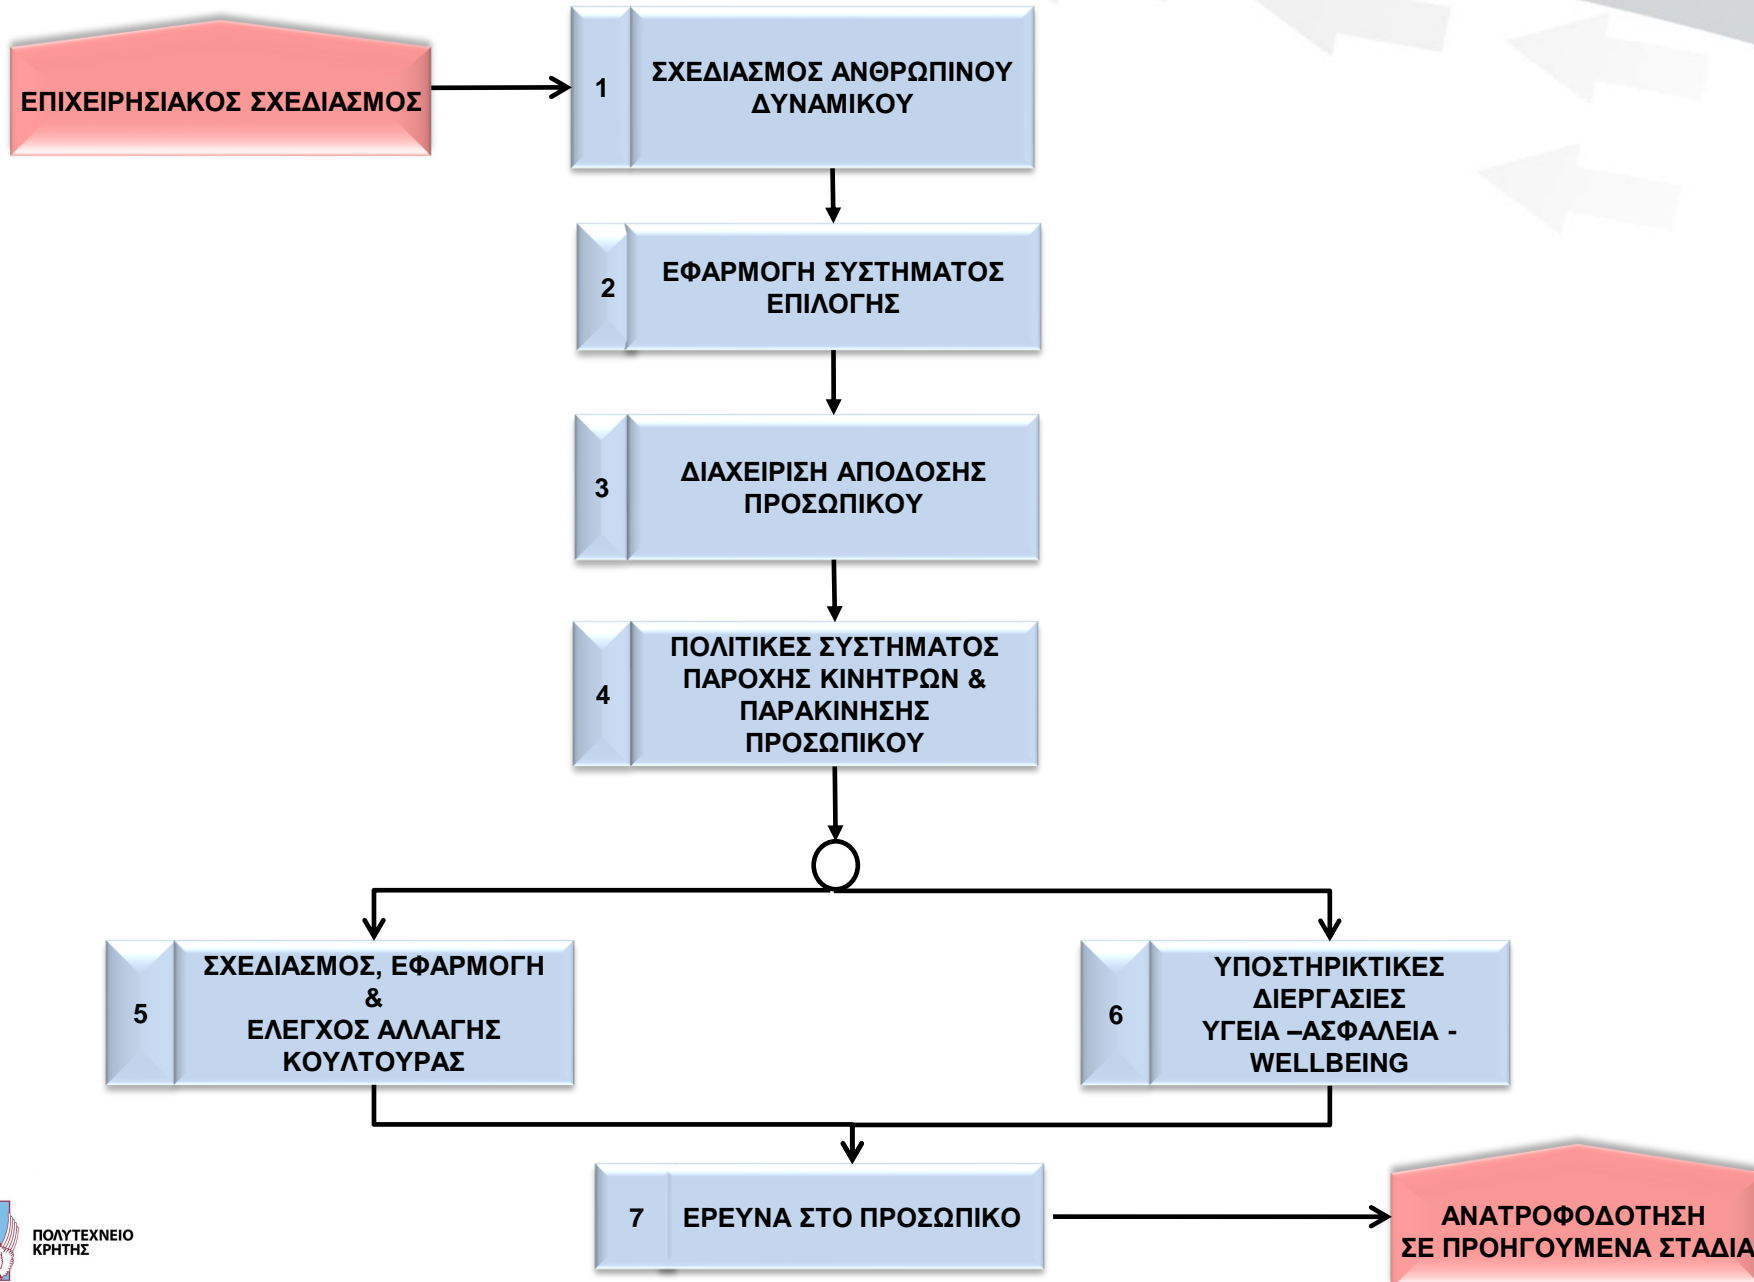 ΕΠΙΧΕΙΡΗΣΙΑΚΟΣ ΣΧΕΔΙΑΣΜΟΣ
1
ΣΧΕΔΙΑΣΜΟΣ ΑΝΘΡΩΠΙΝΟΥ
ΔΥΝΑΜΙΚΟΥ
2
ΕΦΑΡΜΟΓΗ ΣΥΣΤΗΜΑΤΟΣ
ΕΠΙΛΟΓΗΣ
3
ΔΙΑΧΕΙΡΙΣΗ ΑΠΟΔΟΣΗΣ
ΠΡΟΣΩΠΙΚΟΥ
4
ΠΟΛΙΤΙΚΕΣ ΣΥΣΤΗΜΑΤΟΣ
ΠΑΡΟΧΗΣ ΚΙΝΗΤΡΩΝ &
ΠΑΡΑΚΙΝΗΣΗΣ
ΠΡΟΣΩΠΙΚΟΥ
5
ΣΧΕΔΙΑΣΜΟΣ, ΕΦΑΡΜΟΓΗ
&
ΕΛΕΓΧΟΣ ΑΛΛΑΓΗΣ
ΚΟΥΛΤΟΥΡΑΣ
6
ΥΠΟΣΤΗΡΙΚΤΙΚΕΣ
ΔΙΕΡΓΑΣΙΕΣ
ΥΓΕΙΑ –ΑΣΦΑΛΕΙΑ -
WELLBEING
7
ΕΡΕΥΝΑ ΣΤΟ ΠΡΟΣΩΠΙΚΟ
ΑΝΑΤΡΟΦΟΔΟΤΗΣΗ
ΣΕ ΠΡΟΗΓΟΥΜΕΝΑ ΣΤΑΔΙΑ
ΠΟΛΥΤΕΧΝΕΙΟ
ΚΡΗΤΗΣ